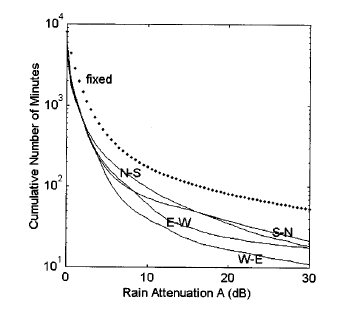 10^4
fixed
10^3
N-S
10^2
E-W
S-N
W-E
10^1
0 10 20 30
Rain Attenuation A (dB)
Cumulative Number of Minutes